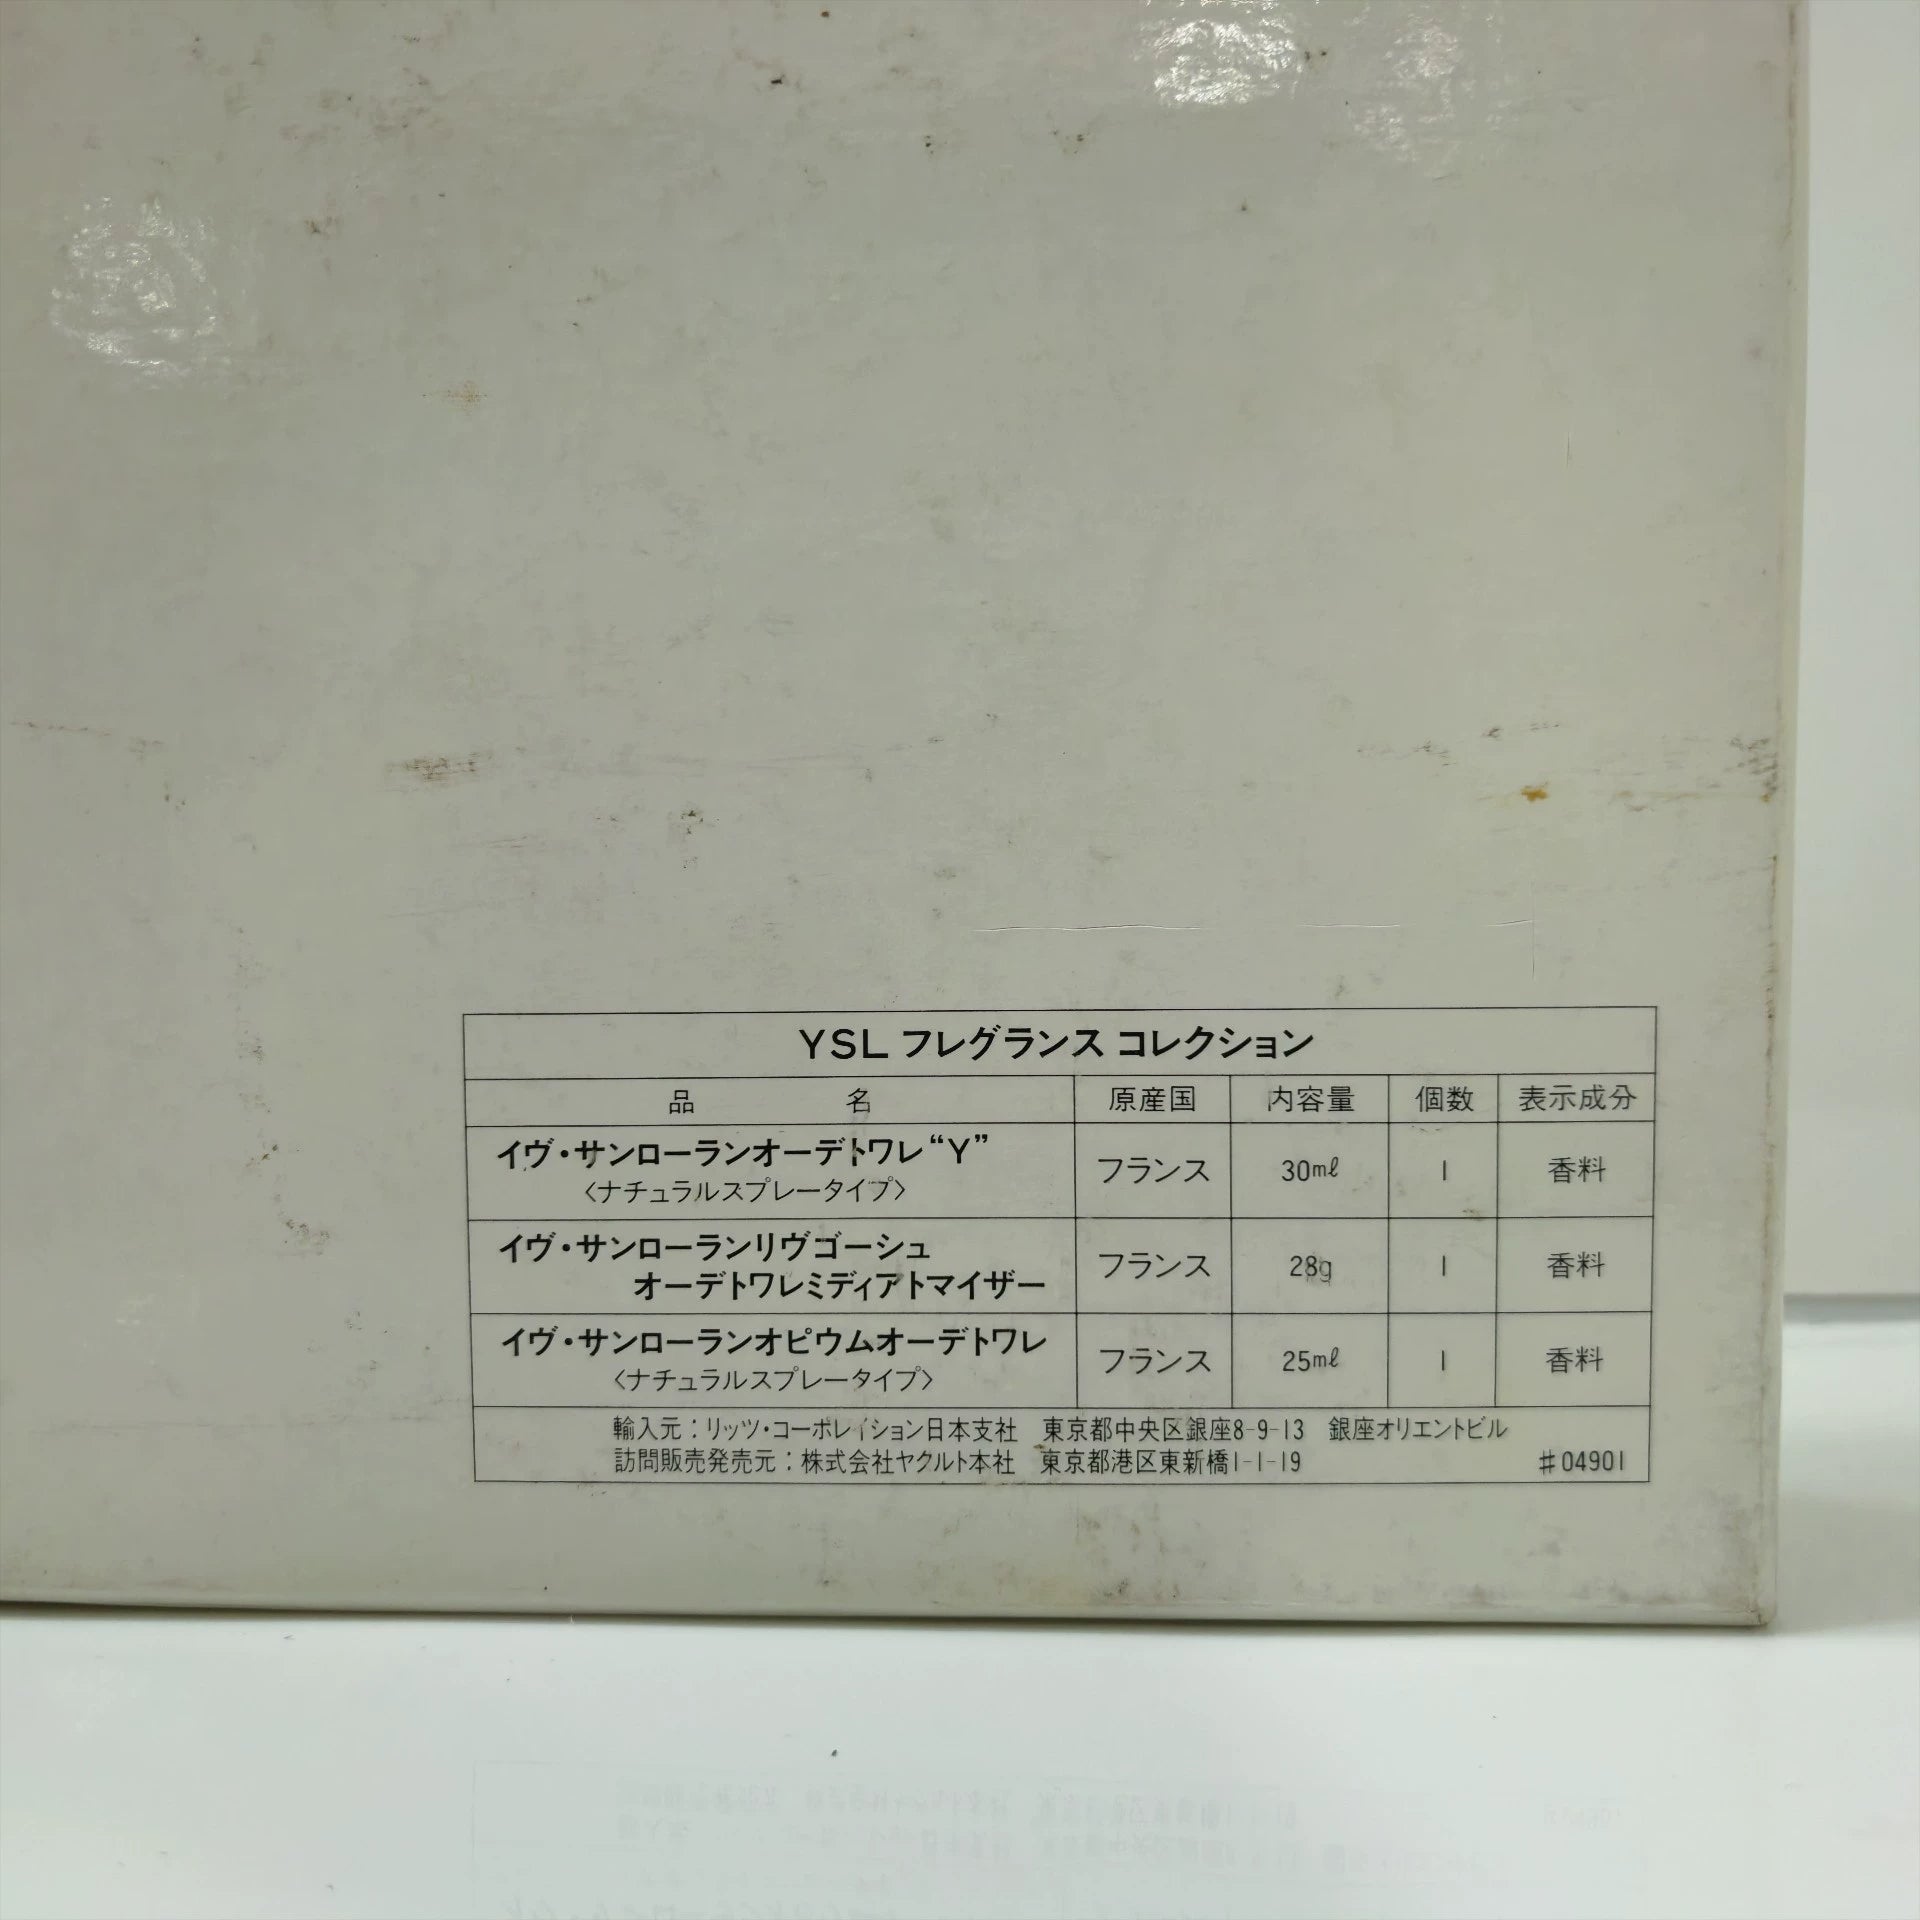 YSL フレグランス コレクション
品 名 原産国 内容量 個数 表示成分
イヴ・サンローランオーデトワレ“Y”
〈ナチュラルスプレータイプ〉
フランス 30mℓ 1 香料
イヴ・サンローランリヴゴーシュ
オーデトワレミディアトマイザー
フランス 28g 1 香料
イヴ・サンローランオピウムオーデトワレ
〈ナチュラルスプレータイプ〉
フランス 25mℓ 1 香料
輸入元：リッツ・コーポレイション日本支社 東京都中央区銀座8-9-13 銀座オリエントビル
訪問販売発売元：株式会社ヤクルト本社 東京都港区東新橋1-1-19 #04901